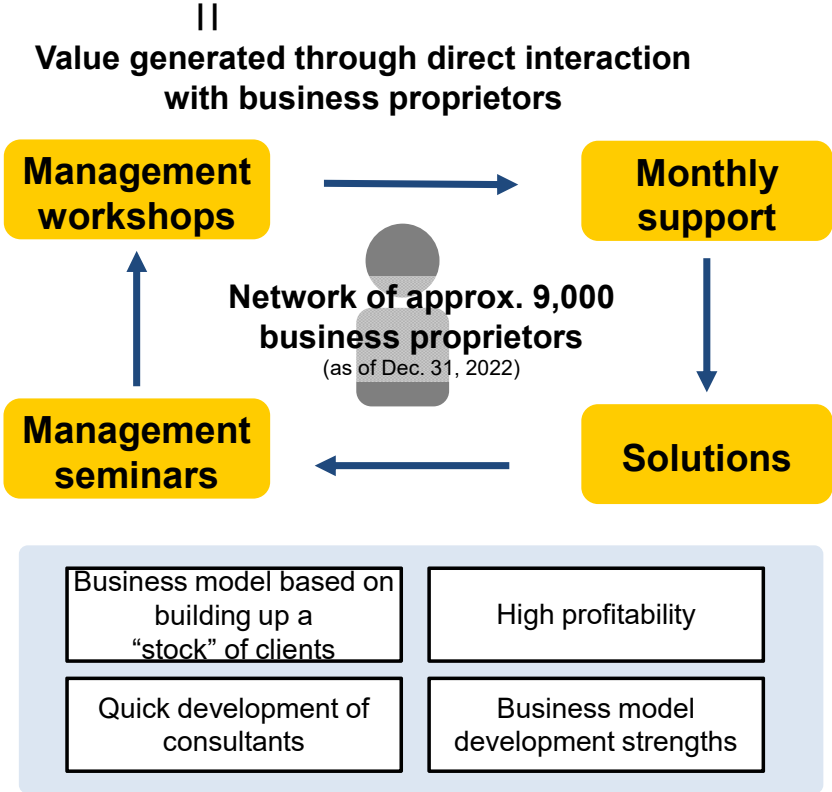 Value generated through direct interaction
with business proprietors
Management
workshops
Monthly
support
Network of approx. 9,000
business proprietors
(as of Dec. 31, 2022)
Management
seminars
Solutions
Business model based on
building up a
“stock” of clients
High profitability
Quick development of
consultants
Business model
development strengths